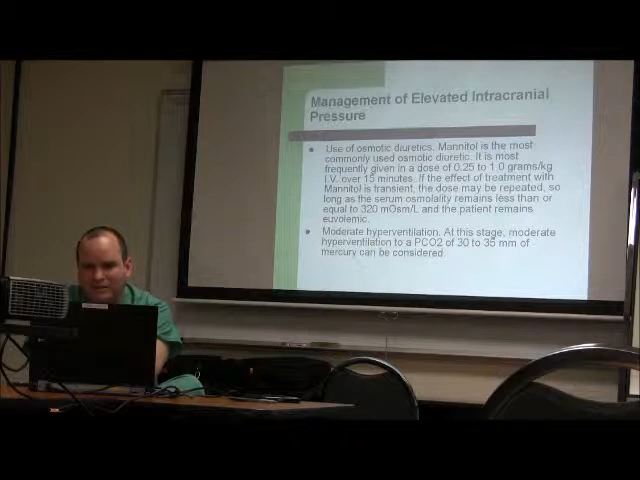 Management of Elevated Intracranial
Pressure
Use of osmotic diuretics. Mannitol is the most
commonly used osmotic diuretic. It is most
frequently given in a dose of 0.25 to 1.0 grams/kg
I.V. over 15 minutes. If the effect of treatment with
Mannitol is transient, the dose may be repeated, so
long as the serum osmolality remains less than or
equal to 320 mOsm/L and the patient remains
euvolemic.
Moderate hyperventilation. At this stage, moderate
hyperventilation to a PCO2 of 30 to 35 mm of
mercury can be considered